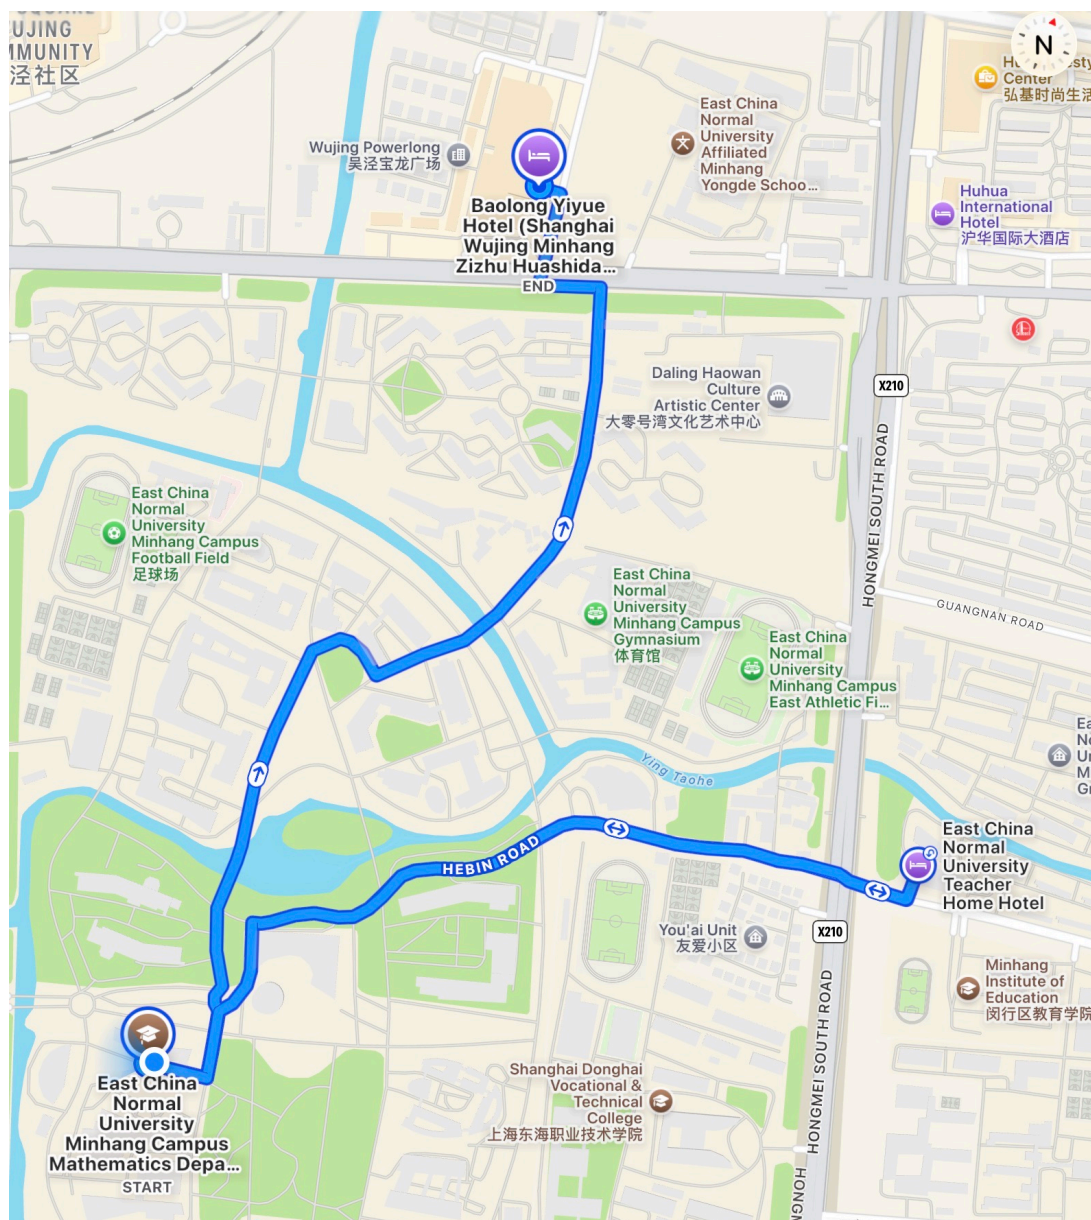 UJING
MMUNITY
泾社区
N
Center
弘基时尚生活
Wujing Powerlong
吴泾宝龙广场
East China
Normal
University
Affiliated
Minhang
Yongde Schoo...
Huhua
International
Hotel
沪华国际大酒店
Baolong Yiyue
Hotel (Shanghai
Wujing Minhang
Zizhu Huashida...
END
Daling Haowan
Culture
Artistic Center
大零号湾文化艺术中心
X210
HONGMEI SOUTH ROAD
East China
Normal
University
Minhang Campus
Football Field
足球场
East China
Normal
University
Minhang Campus
Gymnasium
体育馆
GUANGNAN ROAD
East China
Normal
University
Minhang Campus
East Athletic Fi...
Ying Taohe
HEBIN ROAD
East China
Normal
University
Teacher
Home Hotel
You'ai Unit
友爱小区
X210
Minhang
Institute of
Education
闵行区教育学院
HONGMEI SOUTH ROAD
East China
Normal
University
Minhang Campus
Mathematics Depa...
START
Shanghai Donghai
Vocational &
Technical
College
上海东海职业技术学院